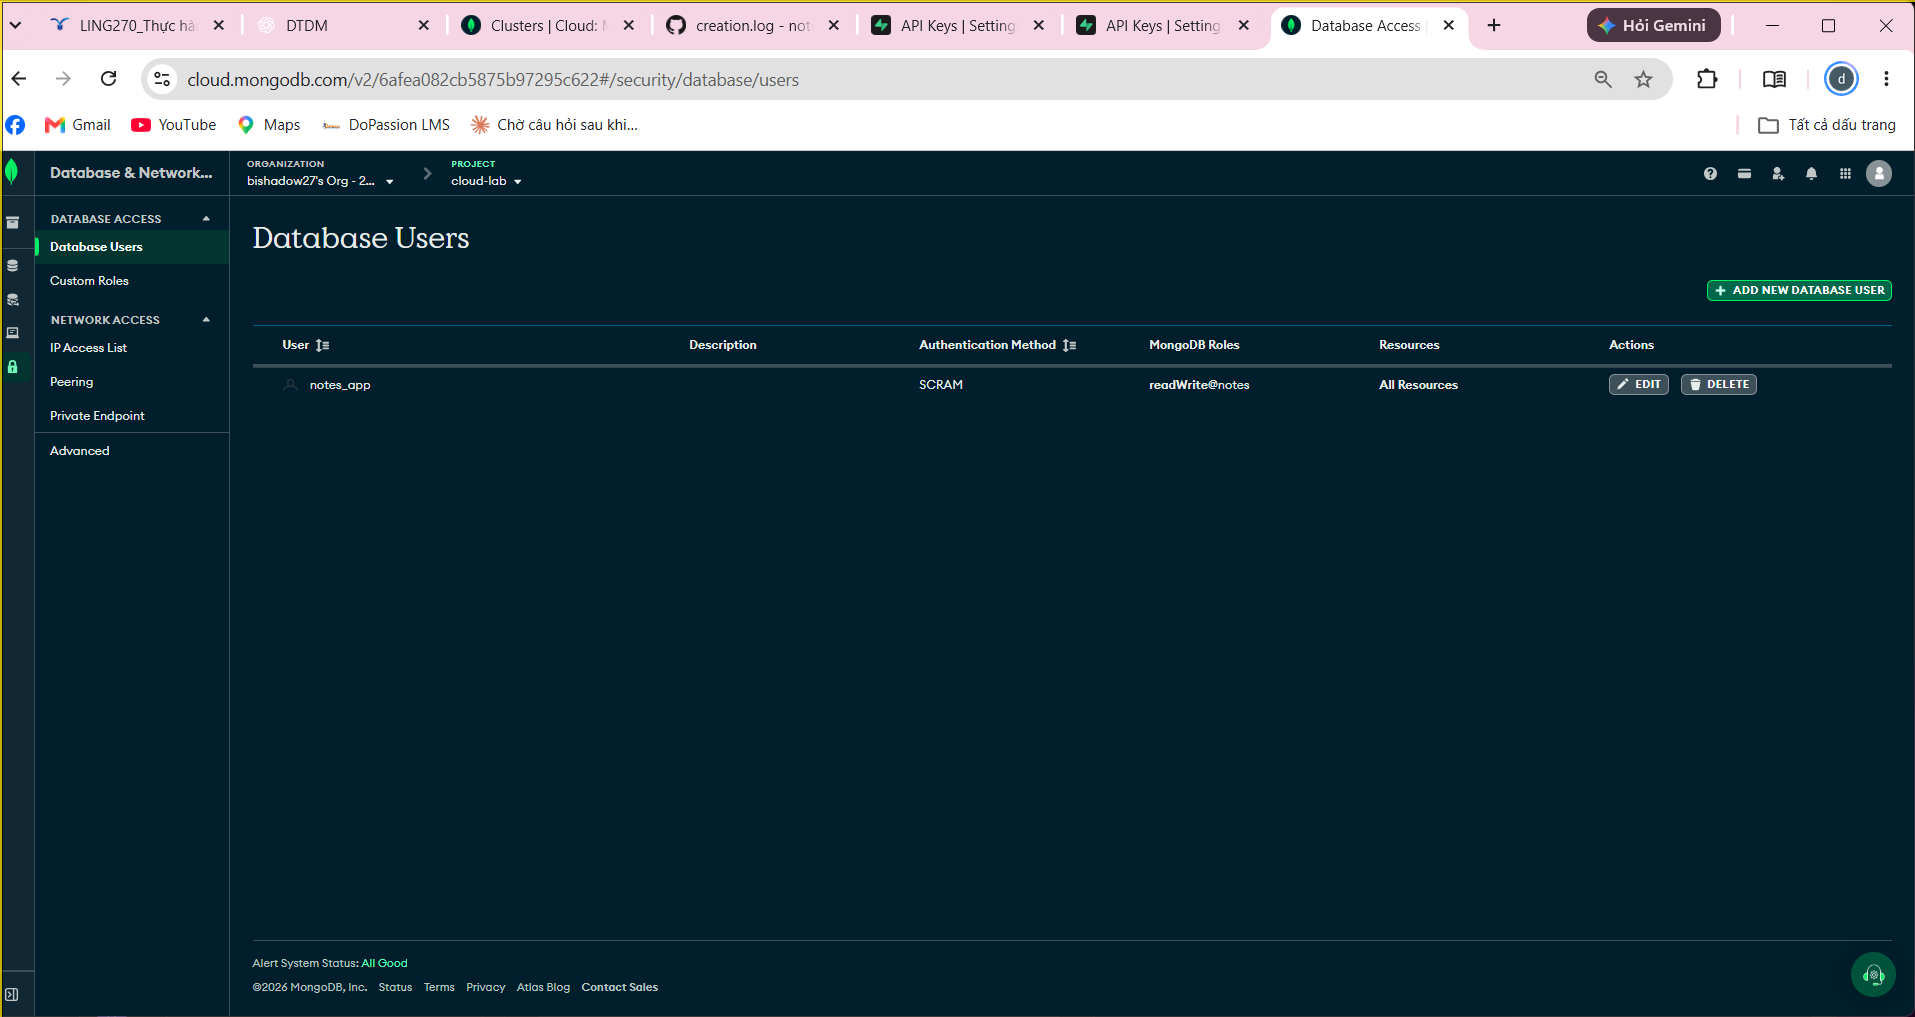 LING270_Thực hà
DTDM
Clusters | Cloud: M
creation.log - not
API Keys | Setting
API Keys | Setting
Database Access
Hỏi Gemini
cloud.mongodb.com/v2/6afea082cb5875b97295c622#/security/database/users
d
Gmail
YouTube
Maps
DoPassion LMS
Chờ câu hỏi sau khi...
Tất cả dấu trang
Database & Network...
ORGANIZATION
bishadow27's Org - 2...
PROJECT
cloud-lab
DATABASE ACCESS
Database Users
Custom Roles
NETWORK ACCESS
IP Access List
Peering
Private Endpoint
Advanced
Database Users
ADD NEW DATABASE USER
User Description Authentication Method MongoDB Roles Resources Actions
notes_app SCRAM readWrite@notes All Resources EDIT DELETE
Alert System Status: All Good
©2026 MongoDB, Inc. Status Terms Privacy Atlas Blog Contact Sales